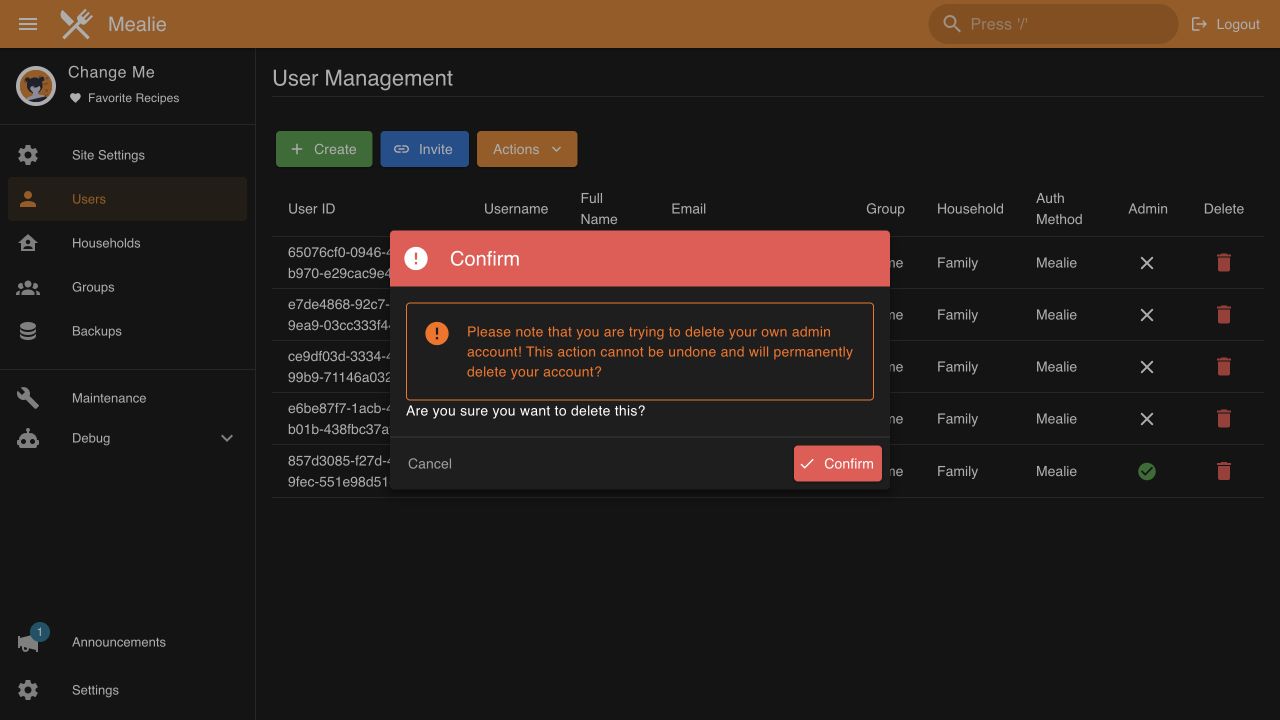 Mealie
Press '/'
Logout
Change Me
Favorite Recipes
Site Settings
Users
Households
Groups
Backups
Maintenance
Debug
1
Announcements
Settings
User Management
Create
Invite
Actions
User ID
Username
Full
Name
Email
Group
Household
Auth
Method
Admin
Delete
65076cf0-0946-
b970-e29cac9e4
Family
Mealie
e7de4868-92c7-
9ea9-03cc333f4
Family
Mealie
ce9df03d-3334-
99b9-71146a032
Family
Mealie
e6be87f7-1acb-
b01b-438fbc37a
Family
Mealie
857d3085-f27d-
9fec-551e98d51
Family
Mealie
Confirm
Please note that you are trying to delete your own admin
account! This action cannot be undone and will permanently
delete your account?
Are you sure you want to delete this?
Cancel
Confirm